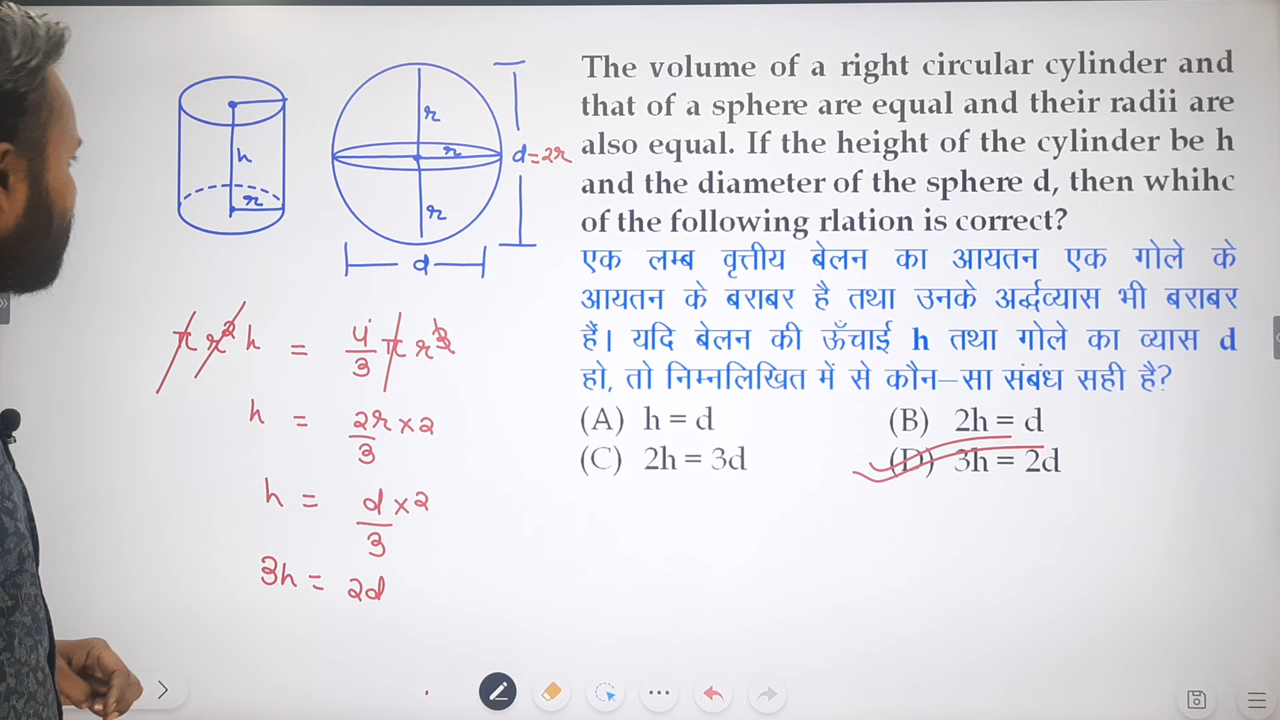 The volume of a right circular cylinder and
that of a sphere are equal and their radii are
also equal. If the height of the cylinder be h
and the diameter of the sphere d, then whihc
of the following rlation is correct?
एक लम्ब वृत्तीय बेलन का आयतन एक गोले के
आयतन के बराबर है तथा उनके अर्द्धव्यास भी बराबर
हैं। यदि बेलन की ऊँचाई h तथा गोले का व्यास d
हो, तो निम्नलिखित में से कौन–सा संबंध सही है?
(A) h = d
(B) 2h = d
(C) 2h = 3d
(D) 3h = 2d
h
r
r
r
r
d=2r
d
πr²h = 4/3 πr³
h = 2r/3 ×2
h = d/3 ×2
3h = 2d